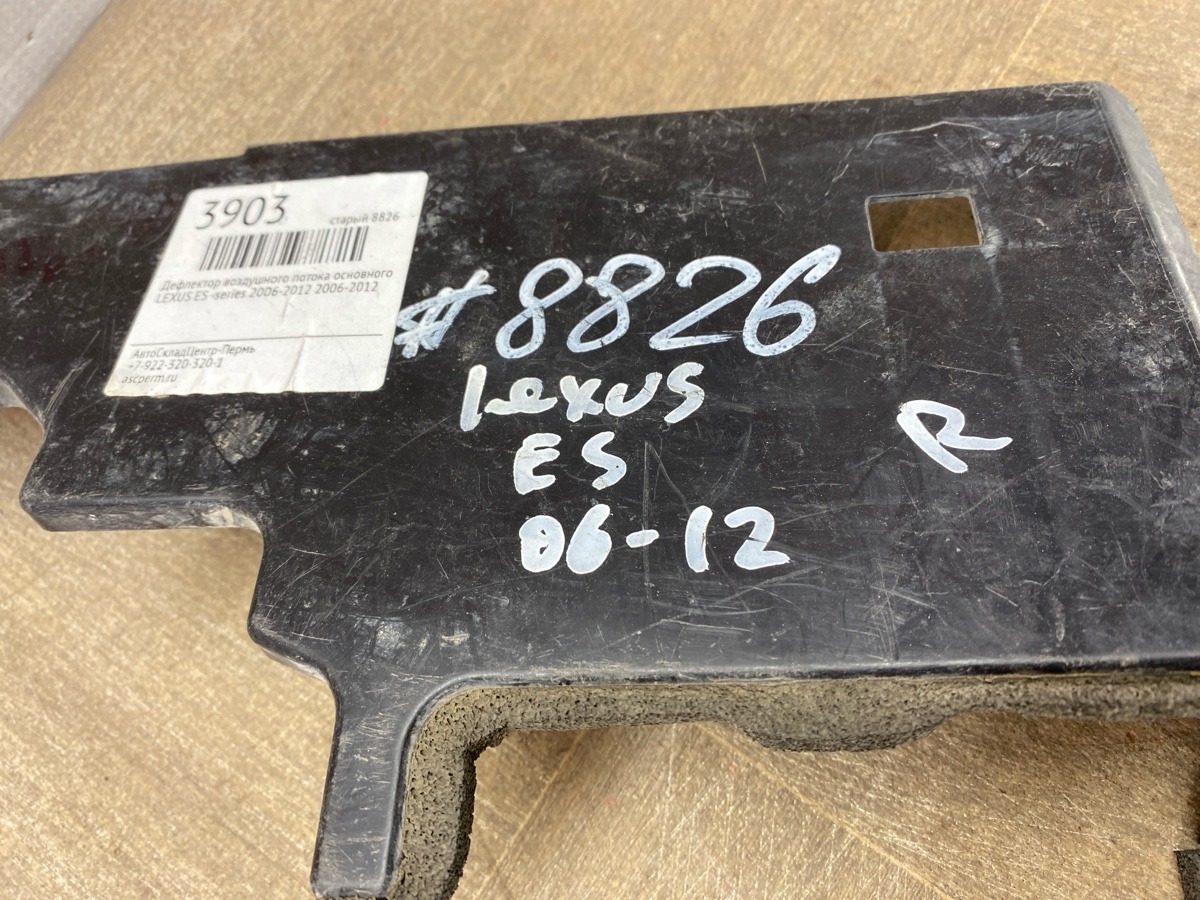 3903
старый 8826
Дефлектор воздушного потока основного
LEXUS ES -series 2006-2012 2006-2012
АвтоСкладЦентр-Пермь
+7-922-320-320-1
ascperm.ru
#8826
Lexus
ES
06-12
R